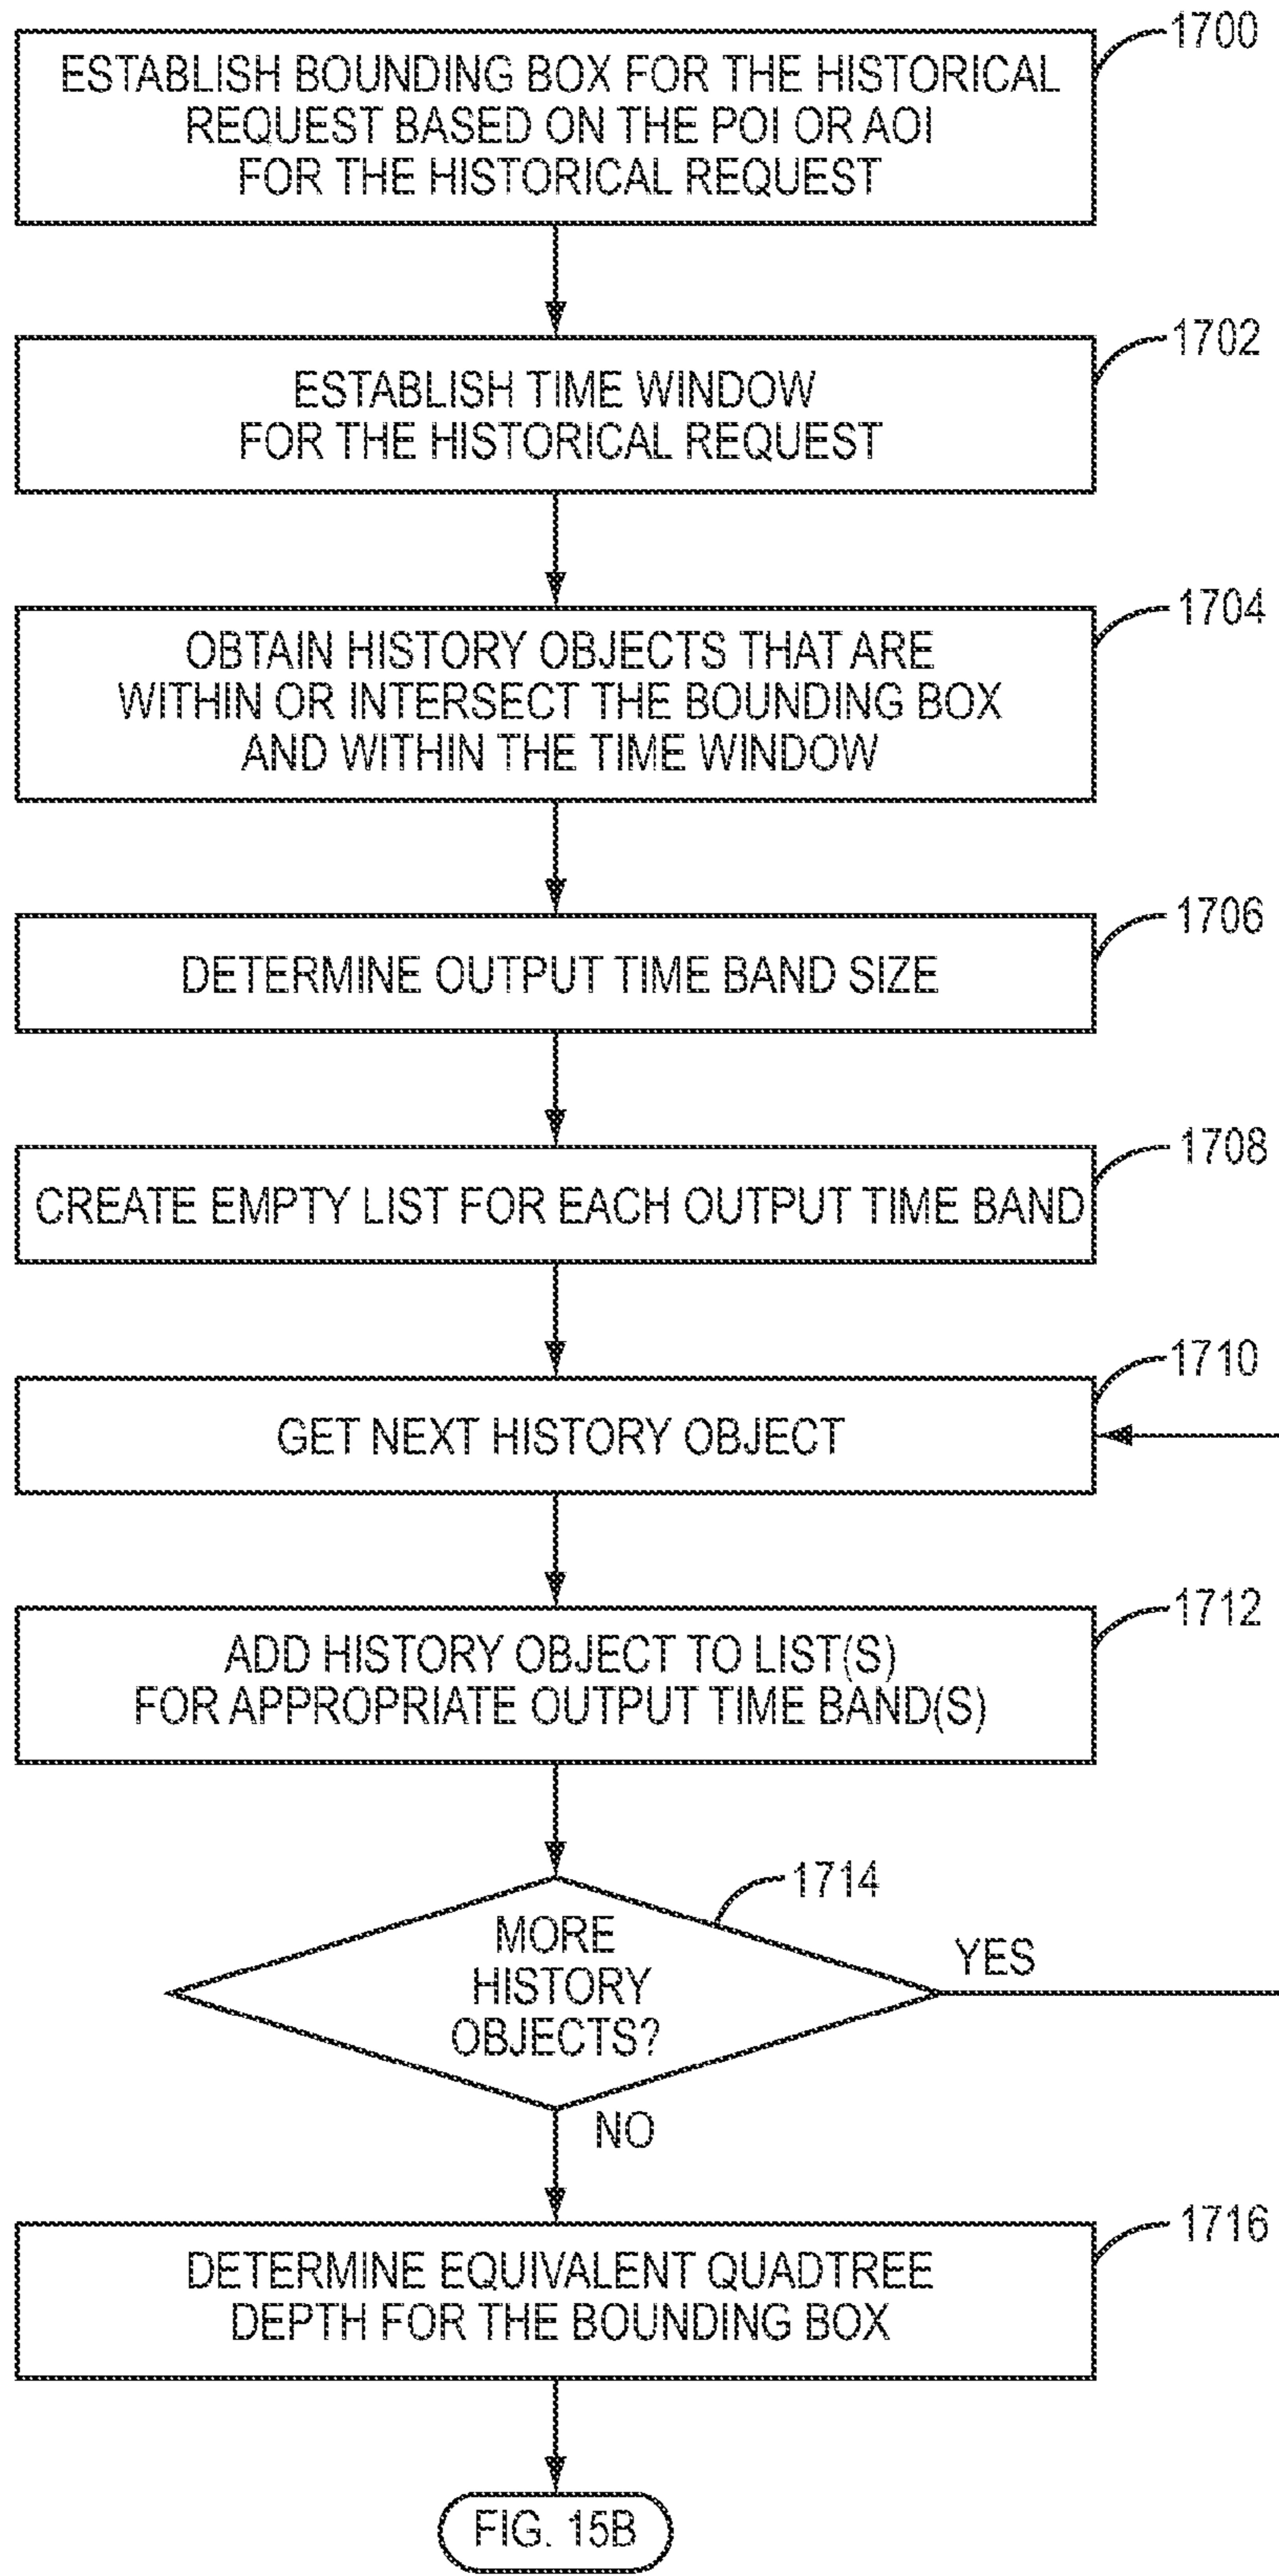 1700
ESTABLISH BOUNDING BOX FOR THE HISTORICAL
REQUEST BASED ON THE POI OR AOI
FOR THE HISTORICAL REQUEST
1702
ESTABLISH TIME WINDOW
FOR THE HISTORICAL REQUEST
1704
OBTAIN HISTORY OBJECTS THAT ARE
WITHIN OR INTERSECT THE BOUNDING BOX
AND WITHIN THE TIME WINDOW
1706
DETERMINE OUTPUT TIME BAND SIZE
1708
CREATE EMPTY LIST FOR EACH OUTPUT TIME BAND
1710
GET NEXT HISTORY OBJECT
1712
ADD HISTORY OBJECT TO LIST(S)
FOR APPROPRIATE OUTPUT TIME BAND(S)
1714
MORE
HISTORY
OBJECTS?
YES
NO
1716
DETERMINE EQUIVALENT QUADTREE
DEPTH FOR THE BOUNDING BOX
FIG. 15B